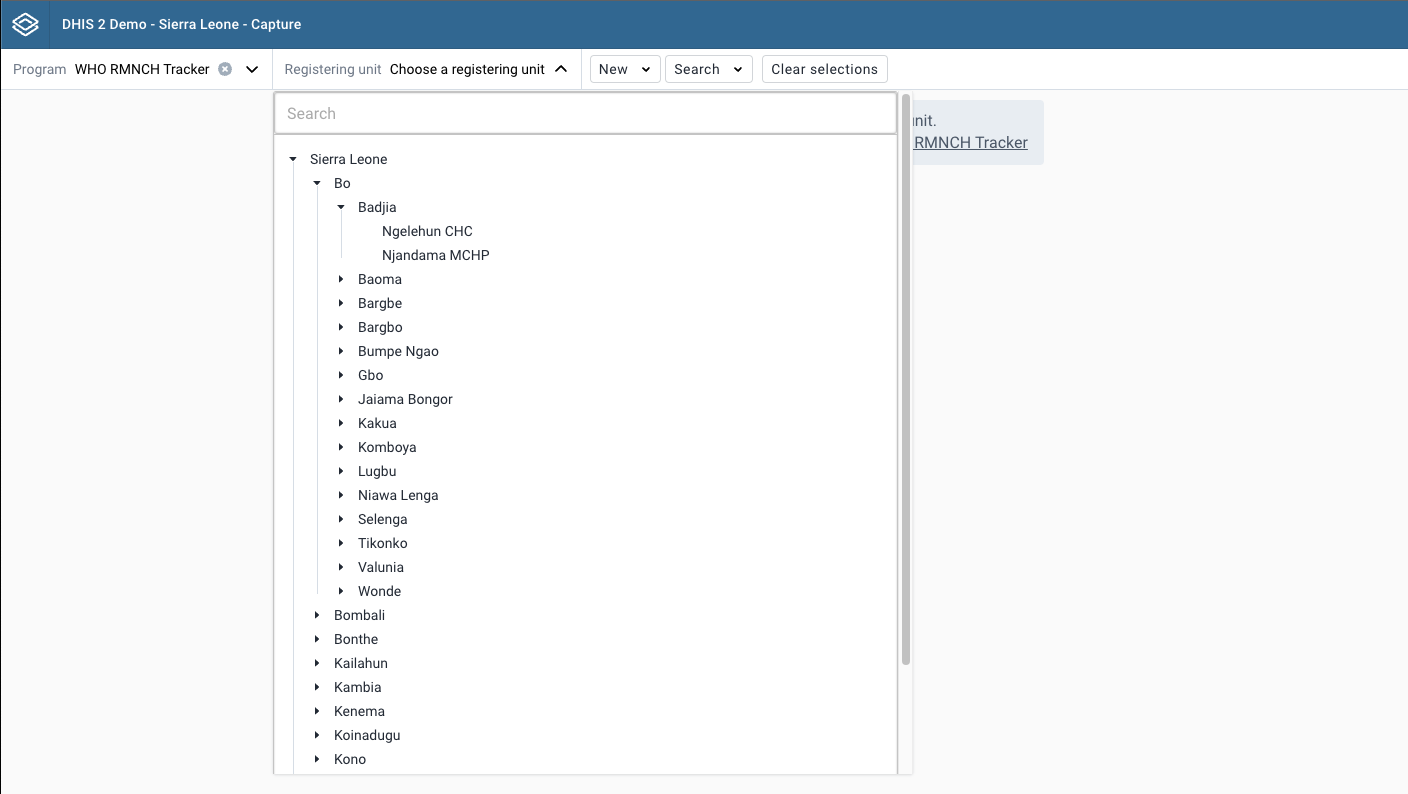 DHIS 2 Demo - Sierra Leone - Capture
Program WHO RMNCH Tracker Registering unit Choose a registering unit New Search Clear selections
Search
nit.
RMNCH Tracker
Sierra Leone
Bo
Badjia
Ngelehun CHC
Njandama MCHP
Baoma
Bargbe
Bargbo
Bumpe Ngao
Gbo
Jaiama Bongor
Kakua
Komboya
Lugbu
Niawa Lenga
Selenga
Tikonko
Valunia
Wonde
Bombali
Bonthe
Kailahun
Kambia
Kenema
Koinadugu
Kono